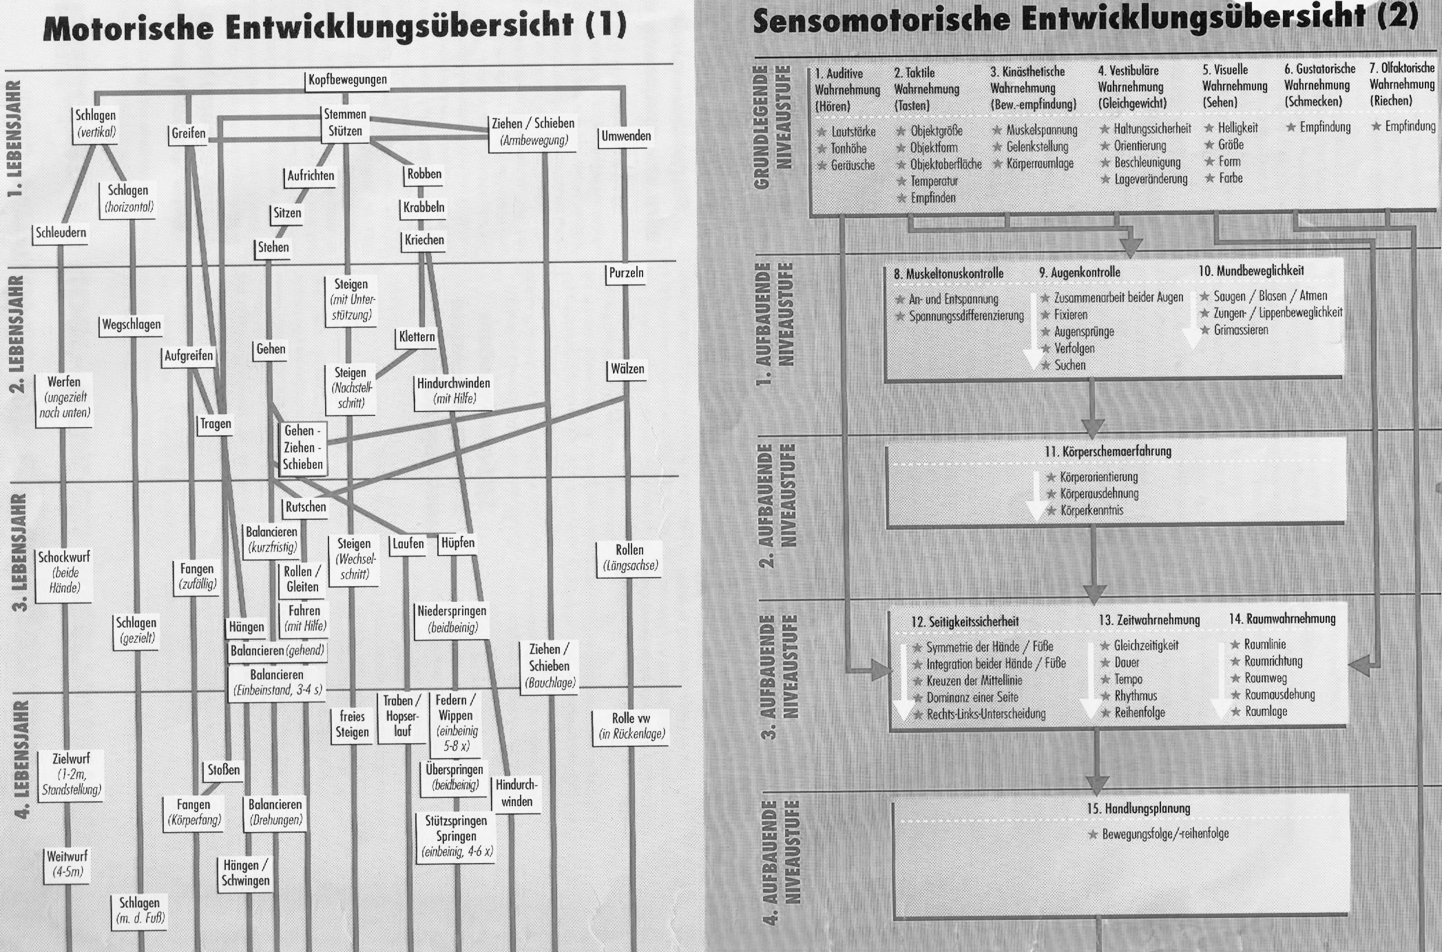 Motorische Entwicklungsübersicht (1)
1. LEBENSJAHR
Kopfbewegungen
Schlagen
(vertikal)
Greifen
Stemmen
Stützen
Ziehen / Schieben
(Armbewegung)
Umwenden
Schlagen
(horizontal)
Aufrichten
Robben
Sitzen
Krabbeln
Schleudern
Stehen
Kriechen
2. LEBENSJAHR
Purzeln
Steigen
(mit Unter-
stützung)
Wegschlagen
Klettern
Aufgreifen
Gehen
Werfen
(ungezielt
nach unten)
Steigen
(Nachstell-
schritt)
Hindurchwinden
(mit Hilfe)
Wälzen
Tragen
Gehen -
Ziehen -
Schieben
3. LEBENSJAHR
Rutschen
Balancieren
(kurzfristig)
Steigen
(Wechsel-
schritt)
Laufen
Hüpfen
Rollen
(Längsachse)
Schockwurf
(beide
Hände)
Fangen
(zufällig)
Rollen /
Gleiten
Fahren
(mit Hilfe)
Niederspringen
(beidbeinig)
Schlagen
(gezielt)
Hängen
Balancieren (gehend)
Balancieren
(Einbeinstand, 3-4 s)
Ziehen /
Schieben
(Bauchlage)
4. LEBENSJAHR
freies
Steigen
Traben /
Hopser-
lauf
Federn /
Wippen
(einbeinig
5-8 x)
Rolle vw
(in Rückenlage)
Zielwurf
(1-2m,
Standstellung)
Stoßen
Überspringen
(beidbeinig)
Hindurch-
winden
Fangen
(Körperfang)
Balancieren
(Drehungen)
Stützspringen
Springen
(einbeinig, 4-6 x)
Weitwurf
(4-5m)
Hängen /
Schwingen
Schlagen
(m. d. Fuß)
Sensomotorische Entwicklungsübersicht (2)
GRUNDLEGENDE
NIVEAUSTUFE
1. Auditive
Wahrnehmung
(Hören)
★ Lautstärke
★ Tonhöhe
★ Geräusche
2. Taktile
Wahrnehmung
(Tasten)
★ Objektgröße
★ Objektform
★ Objektoberfläche
★ Temperatur
★ Empfinden
3. Kinästhetische
Wahrnehmung
(Bew.-empfindung)
★ Muskelspannung
★ Gelenkstellung
★ Körperraumlage
4. Vestibuläre
Wahrnehmung
(Gleichgewicht)
★ Haltungssicherheit
★ Orientierung
★ Beschleunigung
★ Lageveränderung
5. Visuelle
Wahrnehmung
(Sehen)
★ Helligkeit
★ Größe
★ Form
★ Farbe
6. Gustatorische
Wahrnehmung
(Schmecken)
★ Empfindung
7. Olfaktorische
Wahrnehmung
(Riechen)
★ Empfindung
1. AUFBAUENDE
NIVEAUSTUFE
8. Muskeltonuskontrolle
★ An- und Entspannung
★ Spannungssdifferenzierung
9. Augenkontrolle
★ Zusammenarbeit beider Augen
★ Fixieren
★ Augensprünge
★ Verfolgen
★ Suchen
10. Mundbeweglichkeit
★ Saugen / Blasen / Atmen
★ Zungen- / Lippenbeweglichkeit
★ Grimassieren
2. AUFBAUENDE
NIVEAUSTUFE
11. Körperschemaerfahrung
★ Körperorientierung
★ Körperausdehnung
★ Körperkenntnis
3. AUFBAUENDE
NIVEAUSTUFE
12. Seitigkeitssicherheit
★ Symmetrie der Hände / Füße
★ Integration beider Hände / Füße
★ Kreuzen der Mittellinie
★ Dominanz einer Seite
★ Rechts-Links-Unterscheidung
13. Zeitwahrnehmung
★ Gleichzeitigkeit
★ Dauer
★ Tempo
★ Rhythmus
★ Reihenfolge
14. Raumwahrnehmung
★ Raumlinie
★ Raumrichtung
★ Raumweg
★ Raumausdehung
★ Raumlage
4. AUFBAUENDE
NIVEAUSTUFE
15. Handlungsplanung
★ Bewegungsfolge/-reihenfolge